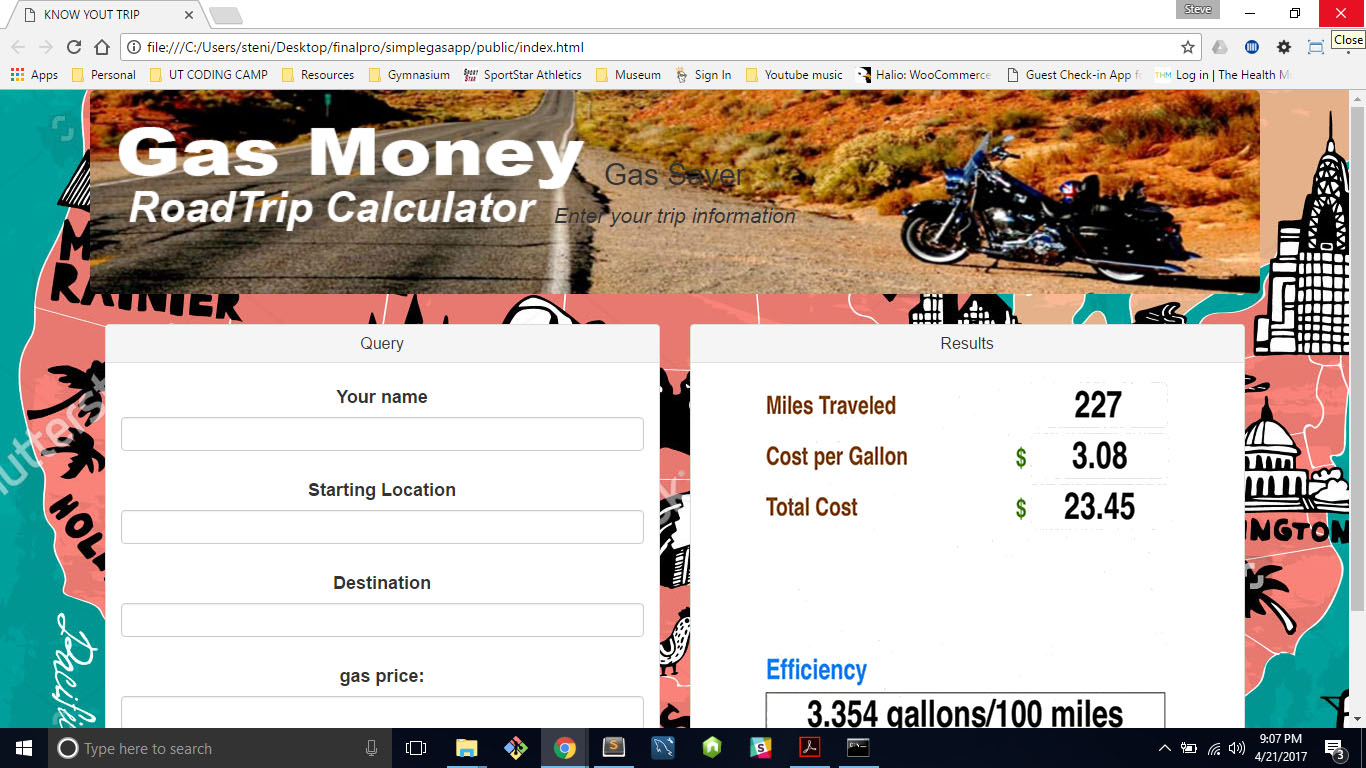 KNOW YOUT TRIP
Steve
file:///C:/Users/steni/Desktop/finalpro/simplegasapp/public/index.html
Close
Apps Personal UT CODING CAMP Resources Gymnasium SportStar Athletics Museum Sign In Youtube music Halio: WooCommerce Guest Check-in App f THM Log in | The Health M
Gas Money
RoadTrip Calculator
Gas Saver
Enter your trip information
RAINIER
Query
Results
Your name
Miles Traveled 227
Cost per Gallon $ 3.08
Starting Location
Total Cost $ 23.45
HOL
NGTON
Destination
Pacifi
gas price:
Efficiency
3.354 gallons/100 miles
Type here to search
9:07 PM
4/21/2017
3